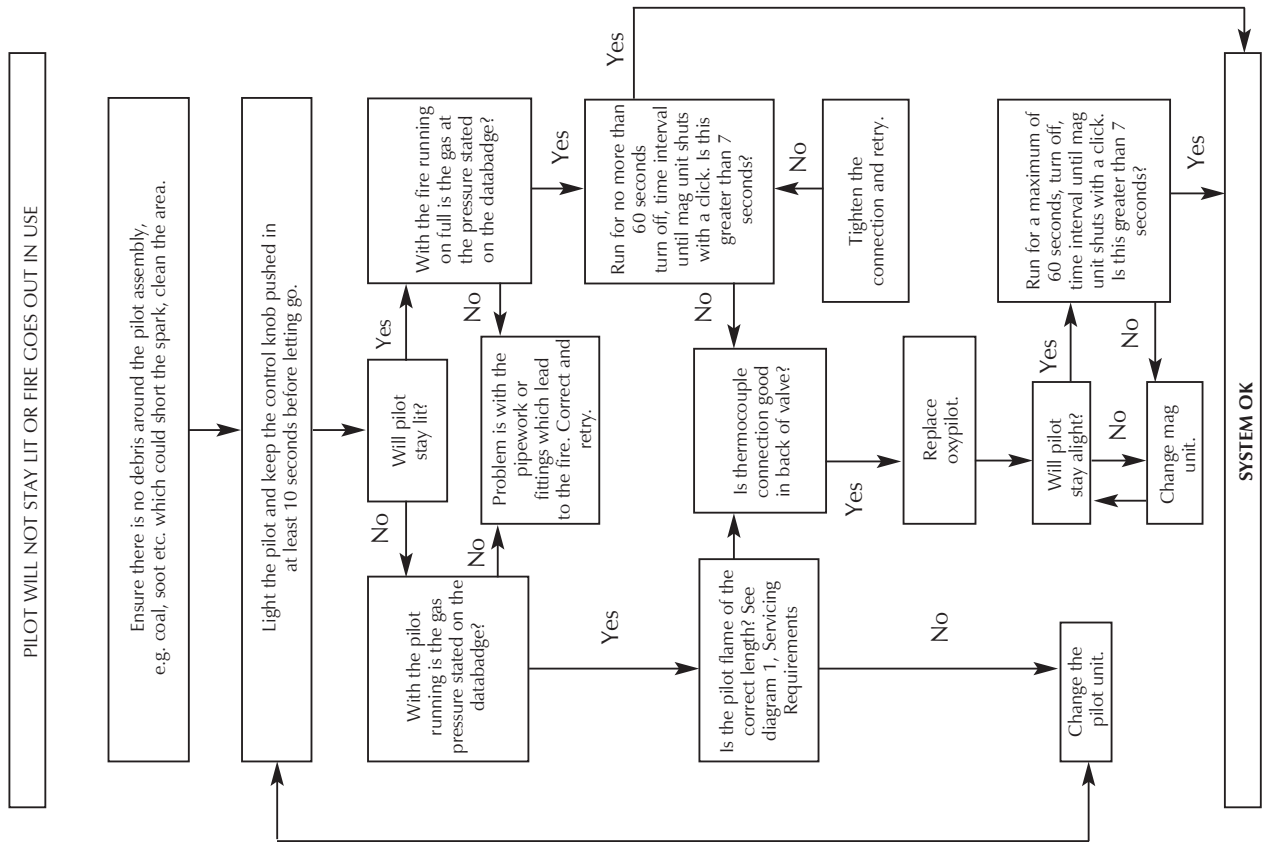 PILOT WILL NOT STAY LIT OR FIRE GOES OUT IN USE
Ensure there is no debris around the pilot assembly,
e.g. coal, soot etc. which could short the spark, clean the area.
Light the pilot and keep the control knob pushed in
at least 10 seconds before letting go.
Will pilot
stay lit?
No
Yes
With the pilot
running is the gas
pressure stated on the
databadge?
No
Yes
Problem is with the
pipework or
fittings which lead
to the fire. Correct and
retry.
With the fire running
on full is the gas at
the pressure stated
on the databadge?
No
Yes
Is the pilot flame of the
correct length? See
diagram 1, Servicing
Requirements
No
Is thermocouple
connection good
in back of valve?
Yes
No
Run for no more than
60 seconds
turn off, time interval
until mag unit shuts
with a click. Is this
greater than 7
seconds?
Yes
No
Tighten the
connection and retry.
Replace
oxypilot.
Will pilot
stay alight?
Yes
No
Change mag
unit.
Run for a maximum of
60 seconds, turn off,
time interval until mag
unit shuts with a click.
Is this greater than 7
seconds?
No
Yes
Change the
pilot unit.
SYSTEM OK